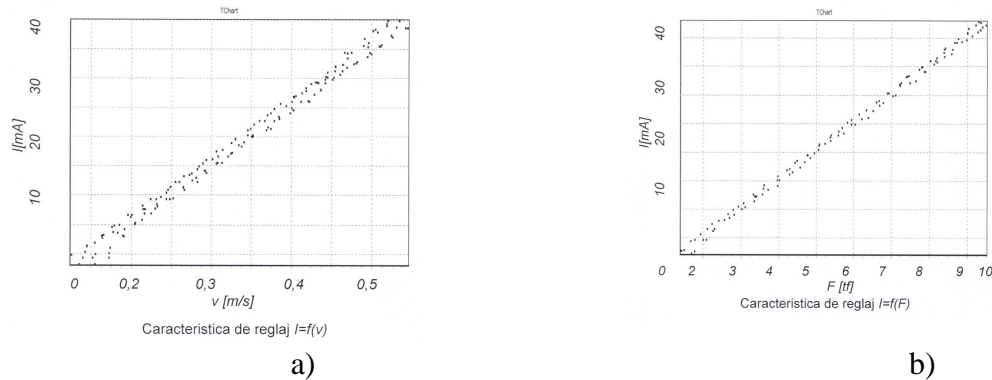 TChart
40
30
20
10
I[mA]
0 0,2 0,3 0,4 0,5
v [m/s]
Caracteristica de reglaj I=f(v)
a)
TChart
40
30
20
10
I[mA]
0 2 3 4 5 6 7 8 9 10
F [tf]
Caracteristica de reglaj I=f(F)
b)